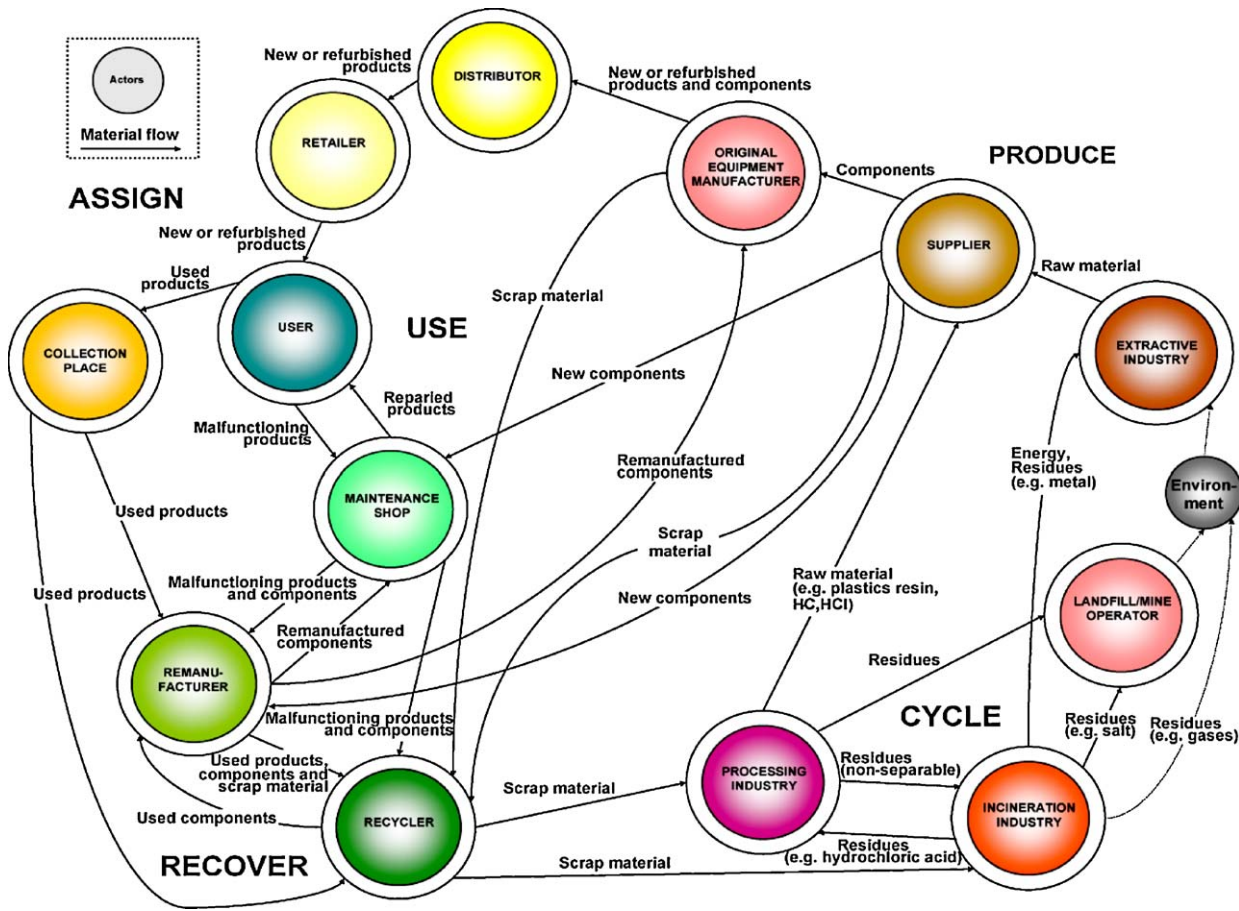 Actors
Material flow
New or refurbished
products
DISTRIBUTOR
New or refurbished
products and components
RETAILER
ORIGINAL
EQUIPMENT
MANUFACTURER
PRODUCE
Components
ASSIGN
SUPPLIER
New or refurbished
products
Used
products
Scrap material
Raw material
USER
USE
COLLECTION
PLACE
EXTRACTIVE
INDUSTRY
New components
Reparied
products
Malfunctioning
products
Remanufactured
components
Energy,
Residues
(e.g. metal)
MAINTENANCE
SHOP
Environ-
ment
Used products
Scrap
material
Used products
Malfunctioning products
and components
Raw material
(e.g. plastics resin,
HC,HCl)
New components
LANDFILL/MINE
OPERATOR
Remanufactured
components
REMANU-
FACTURER
Residues
CYCLE
Malfunctioning products
and components
Residues
(e.g. salt)
Residues
(e.g. gases)
Used products,
components and
scrap material
PROCESSING
INDUSTRY
Residues
(non-separable)
Scrap material
Used components
RECYCLER
INCINERATION
INDUSTRY
RECOVER
Scrap material
Residues
(e.g. hydrochloric acid)